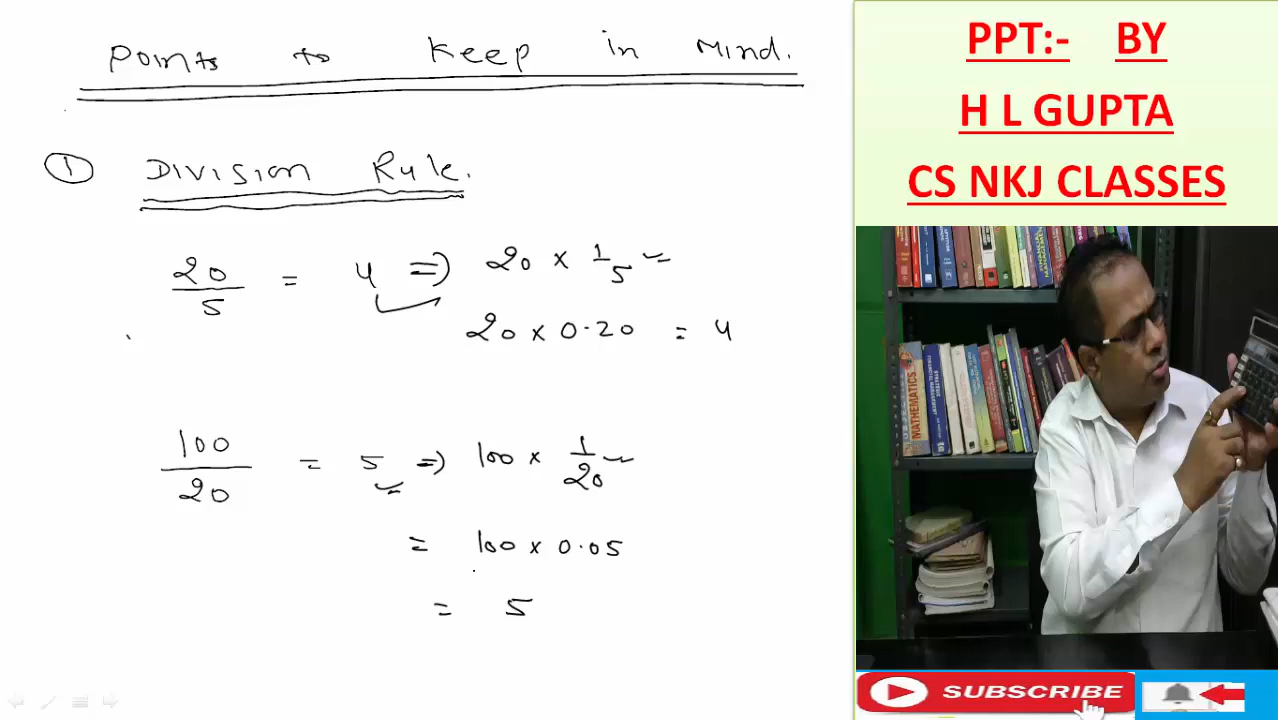 Points to Keep in Mind.
① Division Rule.
20/5 = 4 ⇒ 20 × 1/5
20 × 0.20 = 4
100/20 = 5 ⇒ 100 × 1/20
= 100 × 0.05
= 5
PPT:- BY
H L GUPTA
CS NKJ CLASSES
MATHEMATICS
SUBSCRIBE